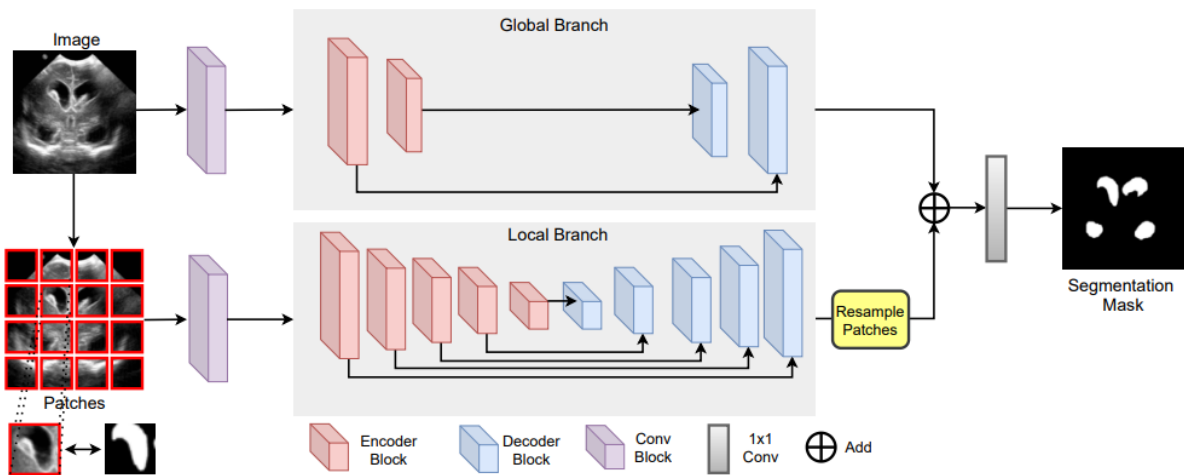 Image
Global Branch
Local Branch
Resample
Patches
Segmentation
Mask
Patches
Encoder
Block
Decoder
Block
Conv
Block
1x1
Conv
Add